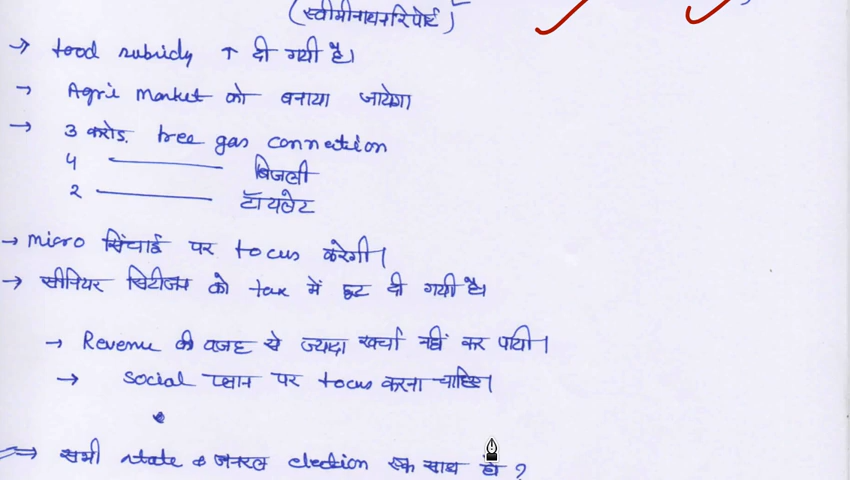 (स्वामीनाथन रिपोर्ट)
→ food subsidy ↑ दी गयी है।
→ Agri Market को बनाया जायेगा
→ 3 करोड़. free gas connection
4 ——— बिजली
2 ——— टॉयलेट
→ micro सिंचाई पर focus करेगी।
→ सीनियर सिटीजन को tax में छूट दी गयी है।
→ Revenue की वजह से ज्यादा खर्चा नहीं कर पायी।
→ social प्लान पर focus करना चाहिए।
⇒ सभी state व जनरल election एक साथ हो ?